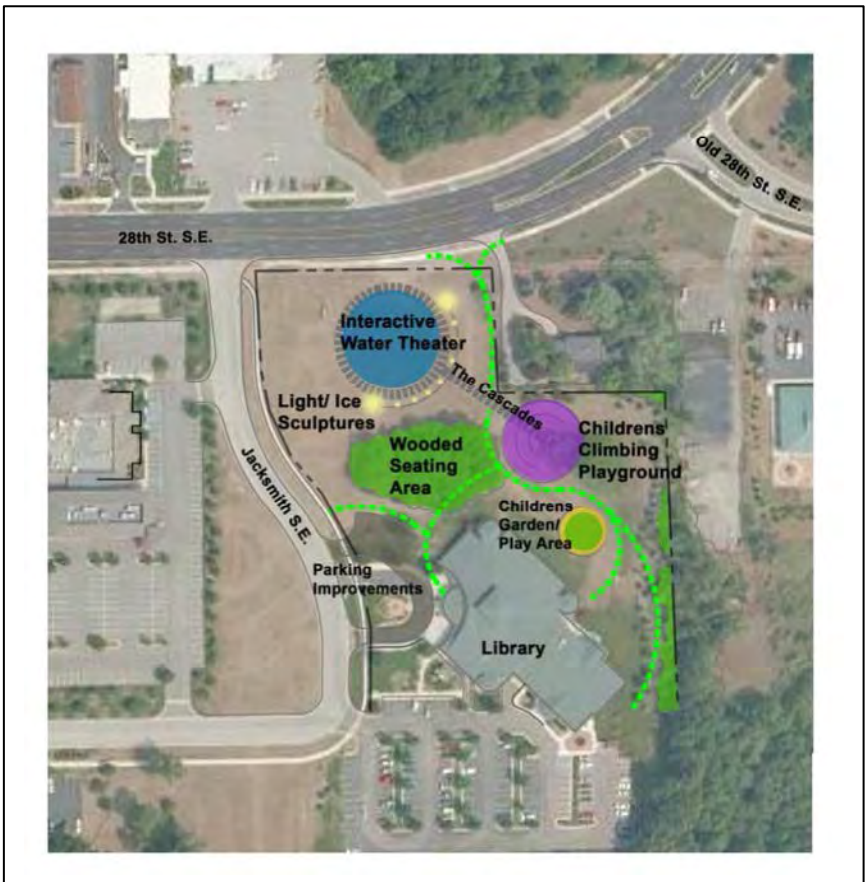 Old 28th St. S.E.
28th St. S.E.
Interactive
Water Theater
The Cascades
Light/ Ice
Sculptures
Childrens
Climbing
Playground
Wooded
Seating
Area
Jacksmith S.E.
Childrens
Garden/
Play Area
Parking
Improvements
Library